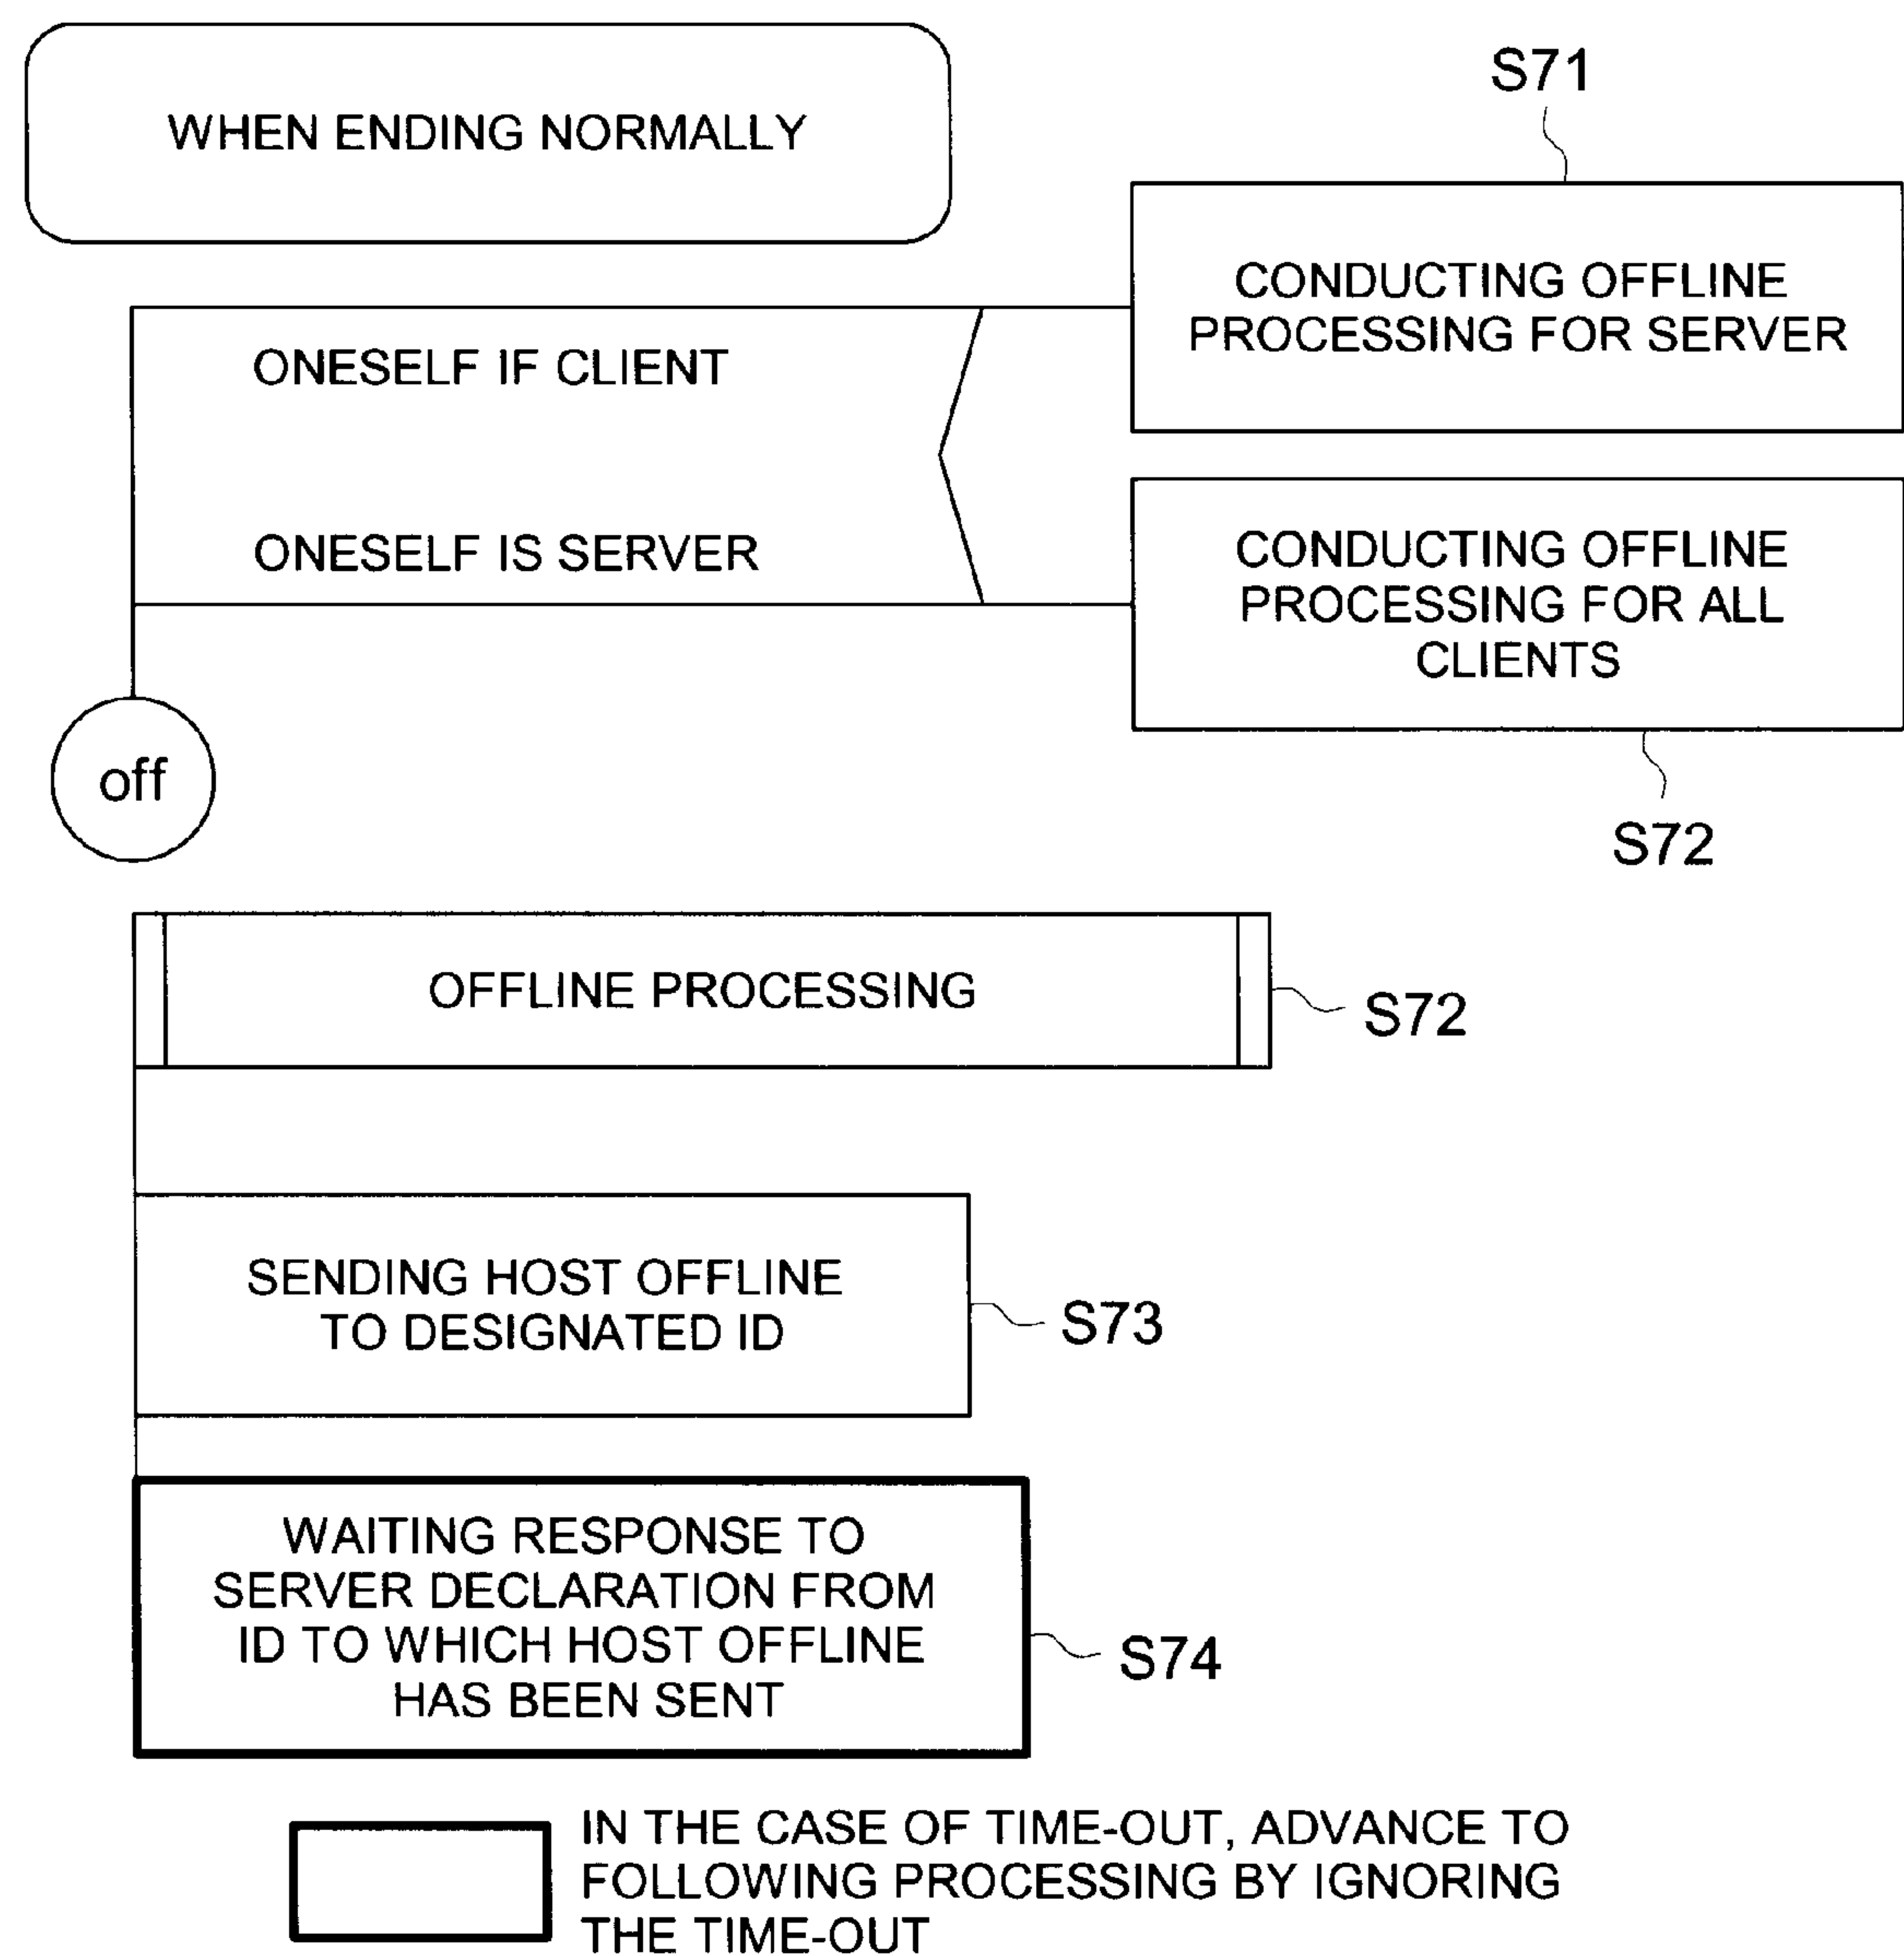 WHEN ENDING NORMALLY
S71
CONDUCTING OFFLINE
PROCESSING FOR SERVER
ONESELF IF CLIENT
ONESELF IS SERVER
CONDUCTING OFFLINE
PROCESSING FOR ALL
CLIENTS
off
S72
OFFLINE PROCESSING
S72
SENDING HOST OFFLINE
TO DESIGNATED ID
S73
WAITING RESPONSE TO
SERVER DECLARATION FROM
ID TO WHICH HOST OFFLINE
HAS BEEN SENT
S74
IN THE CASE OF TIME-OUT, ADVANCE TO
FOLLOWING PROCESSING BY IGNORING
THE TIME-OUT